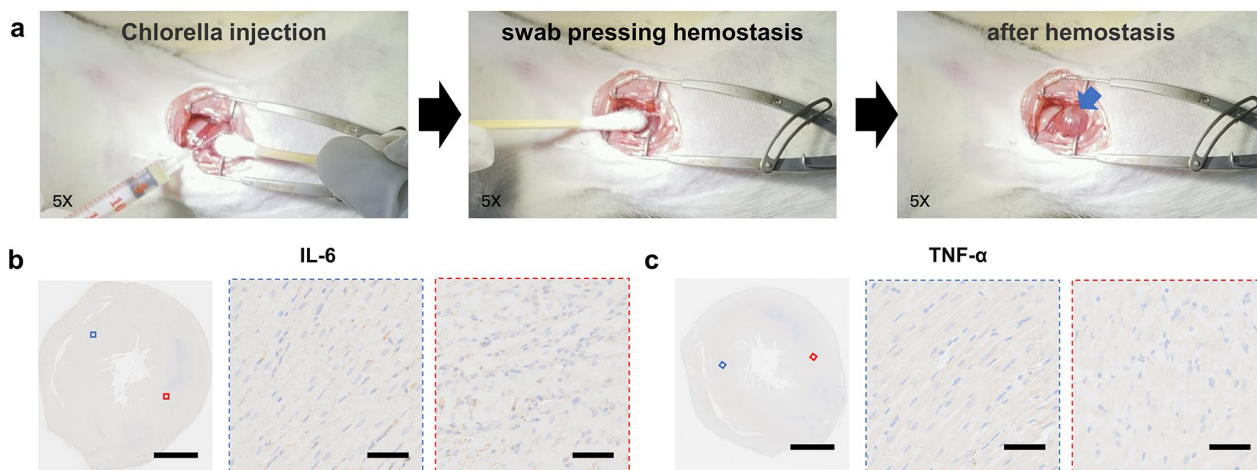 a
Chlorella injection
swab pressing hemostasis
after hemostasis
5X
5X
5X
b
IL-6
c
TNF-α